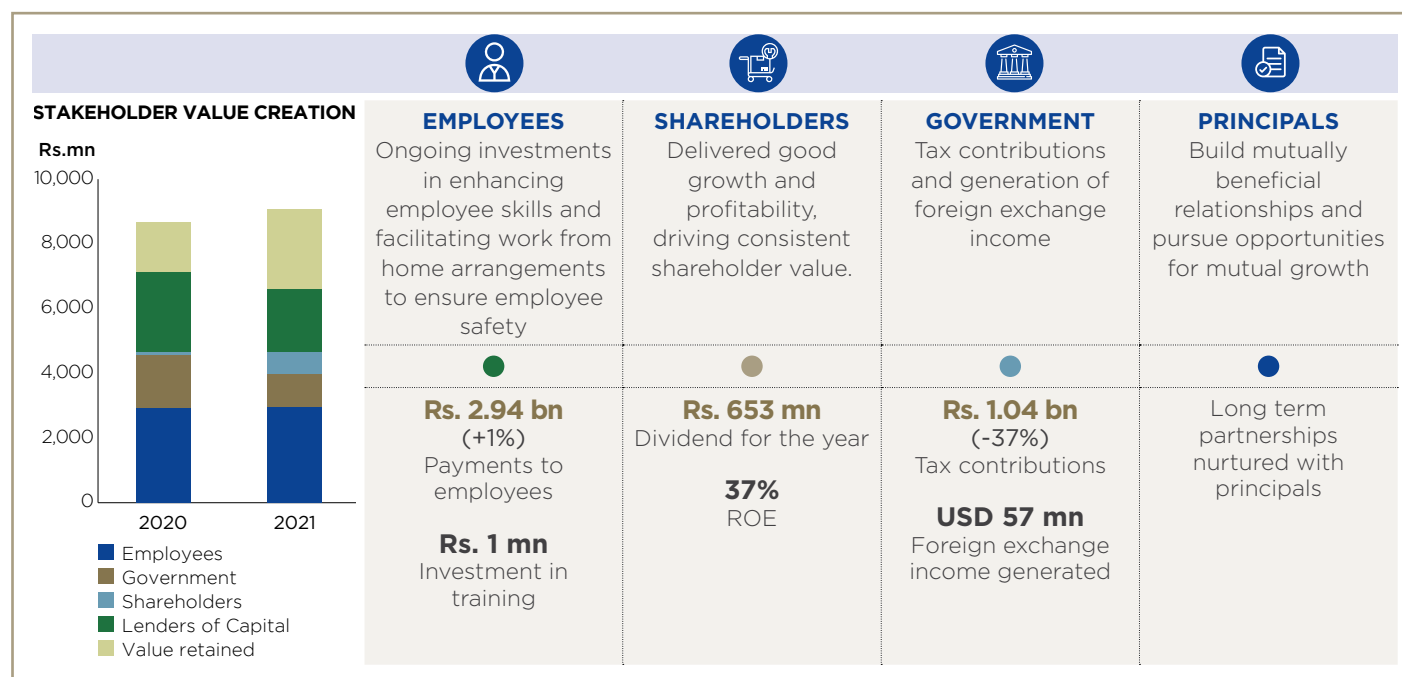 STAKEHOLDER VALUE CREATION
Rs.mn
10,000
8,000
6,000
4,000
2,000
0
2020
2021
Employees
Government
Shareholders
Lenders of Capital
Value retained
EMPLOYEES
Ongoing investments
in enhancing
employee skills and
facilitating work from
home arrangements
to ensure employee
safety
Rs. 2.94 bn
(+1%)
Payments to
employees
Rs. 1 mn
Investment in
training
SHAREHOLDERS
Delivered good
growth and
profitability,
driving consistent
shareholder value.
Rs. 653 mn
Dividend for the year
37%
ROE
GOVERNMENT
Tax contributions
and generation of
foreign exchange
income
Rs. 1.04 bn
(-37%)
Tax contributions
USD 57 mn
Foreign exchange
income generated
PRINCIPALS
Build mutually
beneficial
relationships and
pursue opportunities
for mutual growth
Long term
partnerships
nurtured with
principals